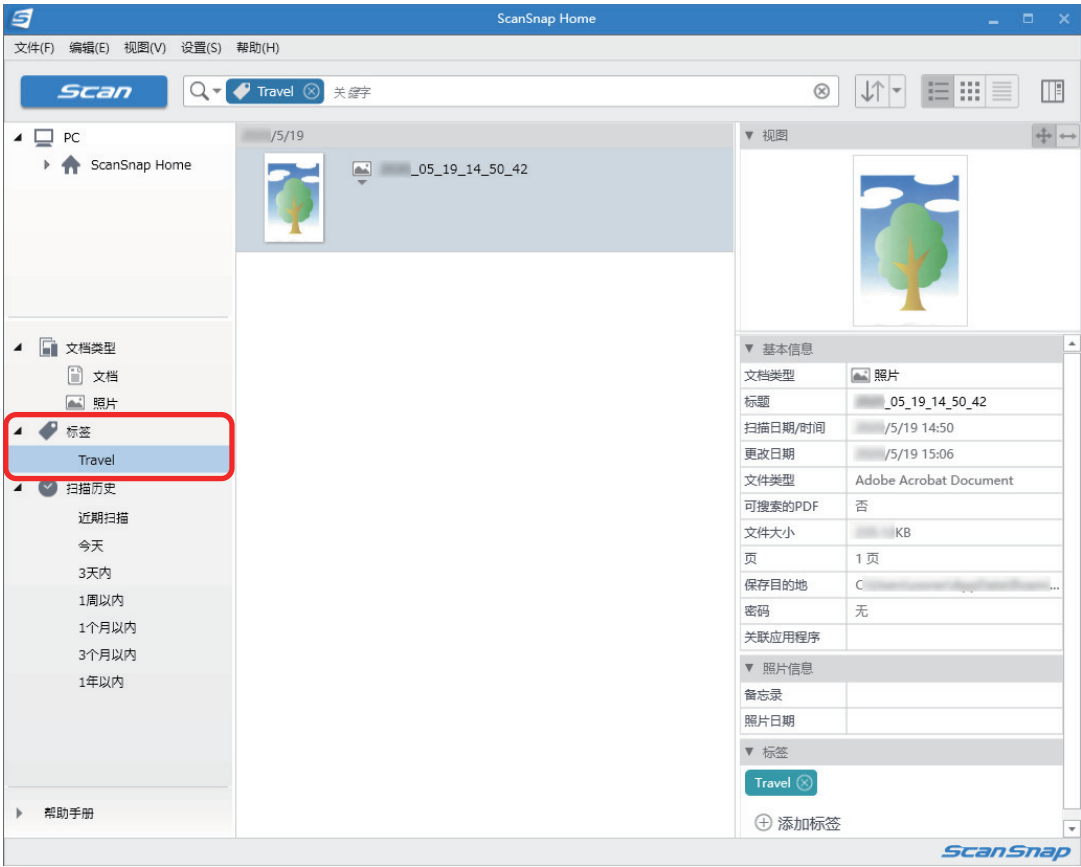 ScanSnap Home
文件(F) 编辑(E) 视图(V) 设置(S) 帮助(H)
Scan
Travel 关键字
PC
ScanSnap Home
文档类型
文档
照片
标签
Travel
扫描历史
近期扫描
今天
3天内
1周以内
1个月以内
3个月以内
1年以内
帮助手册
/5/19
_05_19_14_50_42
视图
基本信息
文档类型 照片
标题 _05_19_14_50_42
扫描日期/时间 /5/19 14:50
更改日期 /5/19 15:06
文件类型 Adobe Acrobat Document
可搜索的PDF 否
文件大小 KB
页 1 页
保存目的地 C ...
密码 无
关联应用程序
照片信息
备忘录
照片日期
标签
Travel
添加标签
ScanSnap